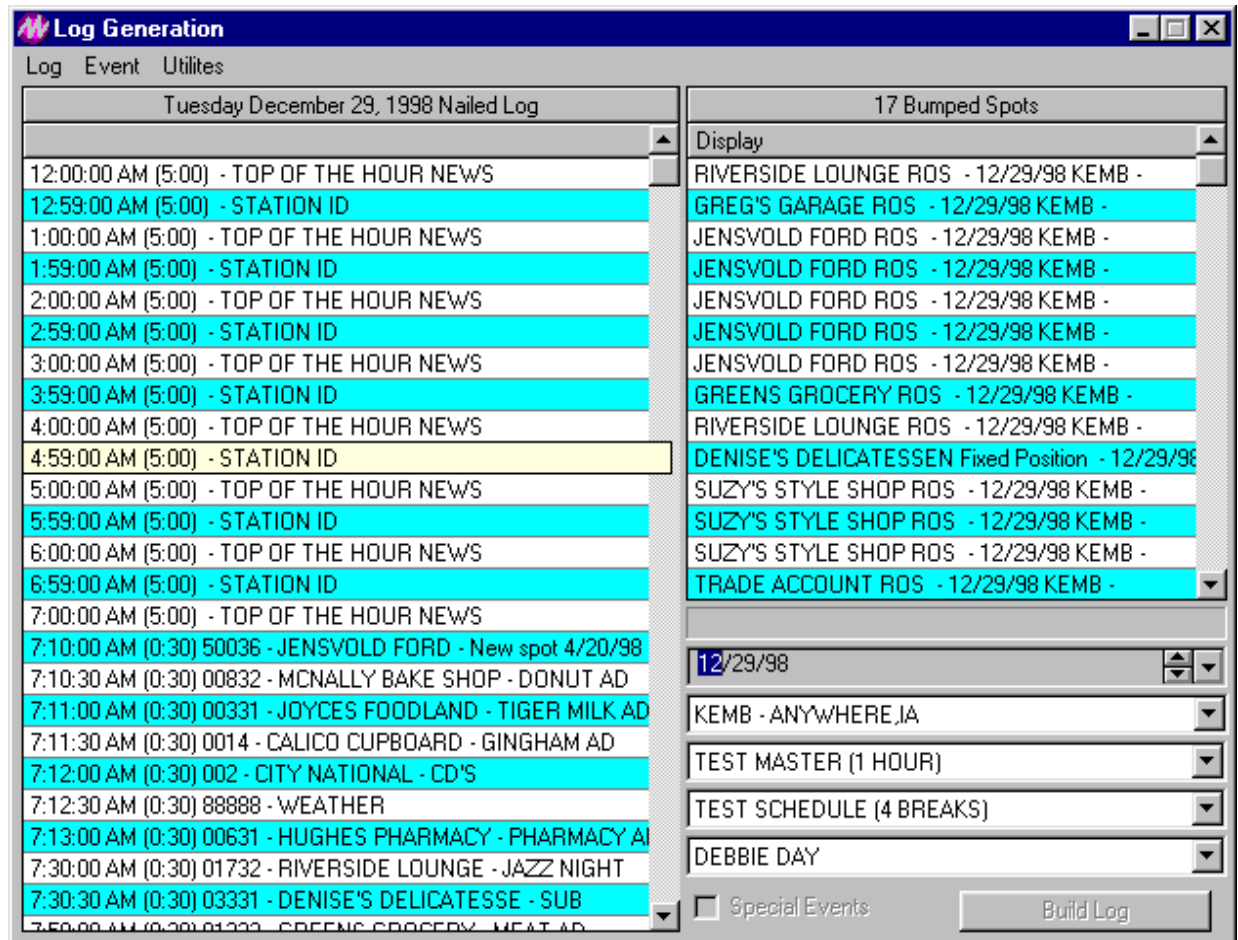 Log Generation
Log Event Utilites
Tuesday December 29, 1998 Nailed Log
12:00:00 AM (5:00) - TOP OF THE HOUR NEWS
12:59:00 AM (5:00) - STATION ID
1:00:00 AM (5:00) - TOP OF THE HOUR NEWS
1:59:00 AM (5:00) - STATION ID
2:00:00 AM (5:00) - TOP OF THE HOUR NEWS
2:59:00 AM (5:00) - STATION ID
3:00:00 AM (5:00) - TOP OF THE HOUR NEWS
3:59:00 AM (5:00) - STATION ID
4:00:00 AM (5:00) - TOP OF THE HOUR NEWS
4:59:00 AM (5:00) - STATION ID
5:00:00 AM (5:00) - TOP OF THE HOUR NEWS
5:59:00 AM (5:00) - STATION ID
6:00:00 AM (5:00) - TOP OF THE HOUR NEWS
6:59:00 AM (5:00) - STATION ID
7:00:00 AM (5:00) - TOP OF THE HOUR NEWS
7:10:00 AM (0:30) 50036 - JENSVOLD FORD - New spot 4/20/98
7:10:30 AM (0:30) 00832 - MCNALLY BAKE SHOP - DONUT AD
7:11:00 AM (0:30) 00331 - JOYCES FOODLAND - TIGER MILK AD
7:11:30 AM (0:30) 0014 - CALICO CUPBOARD - GINGHAM AD
7:12:00 AM (0:30) 002 - CITY NATIONAL - CD'S
7:12:30 AM (0:30) 88888 - WEATHER
7:13:00 AM (0:30) 00631 - HUGHES PHARMACY - PHARMACY
7:30:00 AM (0:30) 01732 - RIVERSIDE LOUNGE - JAZZ NIGHT
7:30:30 AM (0:30) 03331 - DENISE'S DELICATESSE - SUB
AM (0:30) - GREENS GROCERY - MEAT AD
17 Bumped Spots
Display
RIVERSIDE LOUNGE ROS - 12/29/98 KEMB -
GREG'S GARAGE ROS - 12/29/98 KEMB -
JENSVOLD FORD ROS - 12/29/98 KEMB -
JENSVOLD FORD ROS - 12/29/98 KEMB -
JENSVOLD FORD ROS - 12/29/98 KEMB -
JENSVOLD FORD ROS - 12/29/98 KEMB -
JENSVOLD FORD ROS - 12/29/98 KEMB -
GREENS GROCERY ROS - 12/29/98 KEMB -
RIVERSIDE LOUNGE ROS - 12/29/98 KEMB -
DENISE'S DELICATESSEN Fixed Position - 12/29/98
SUZY'S STYLE SHOP ROS - 12/29/98 KEMB -
SUZY'S STYLE SHOP ROS - 12/29/98 KEMB -
SUZY'S STYLE SHOP ROS - 12/29/98 KEMB -
TRADE ACCOUNT ROS - 12/29/98 KEMB -
12/29/98
KEMB - ANYWHERE,IA
TEST MASTER (1 HOUR)
TEST SCHEDULE (4 BREAKS)
DEBBIE DAY
Special Events
Build Log